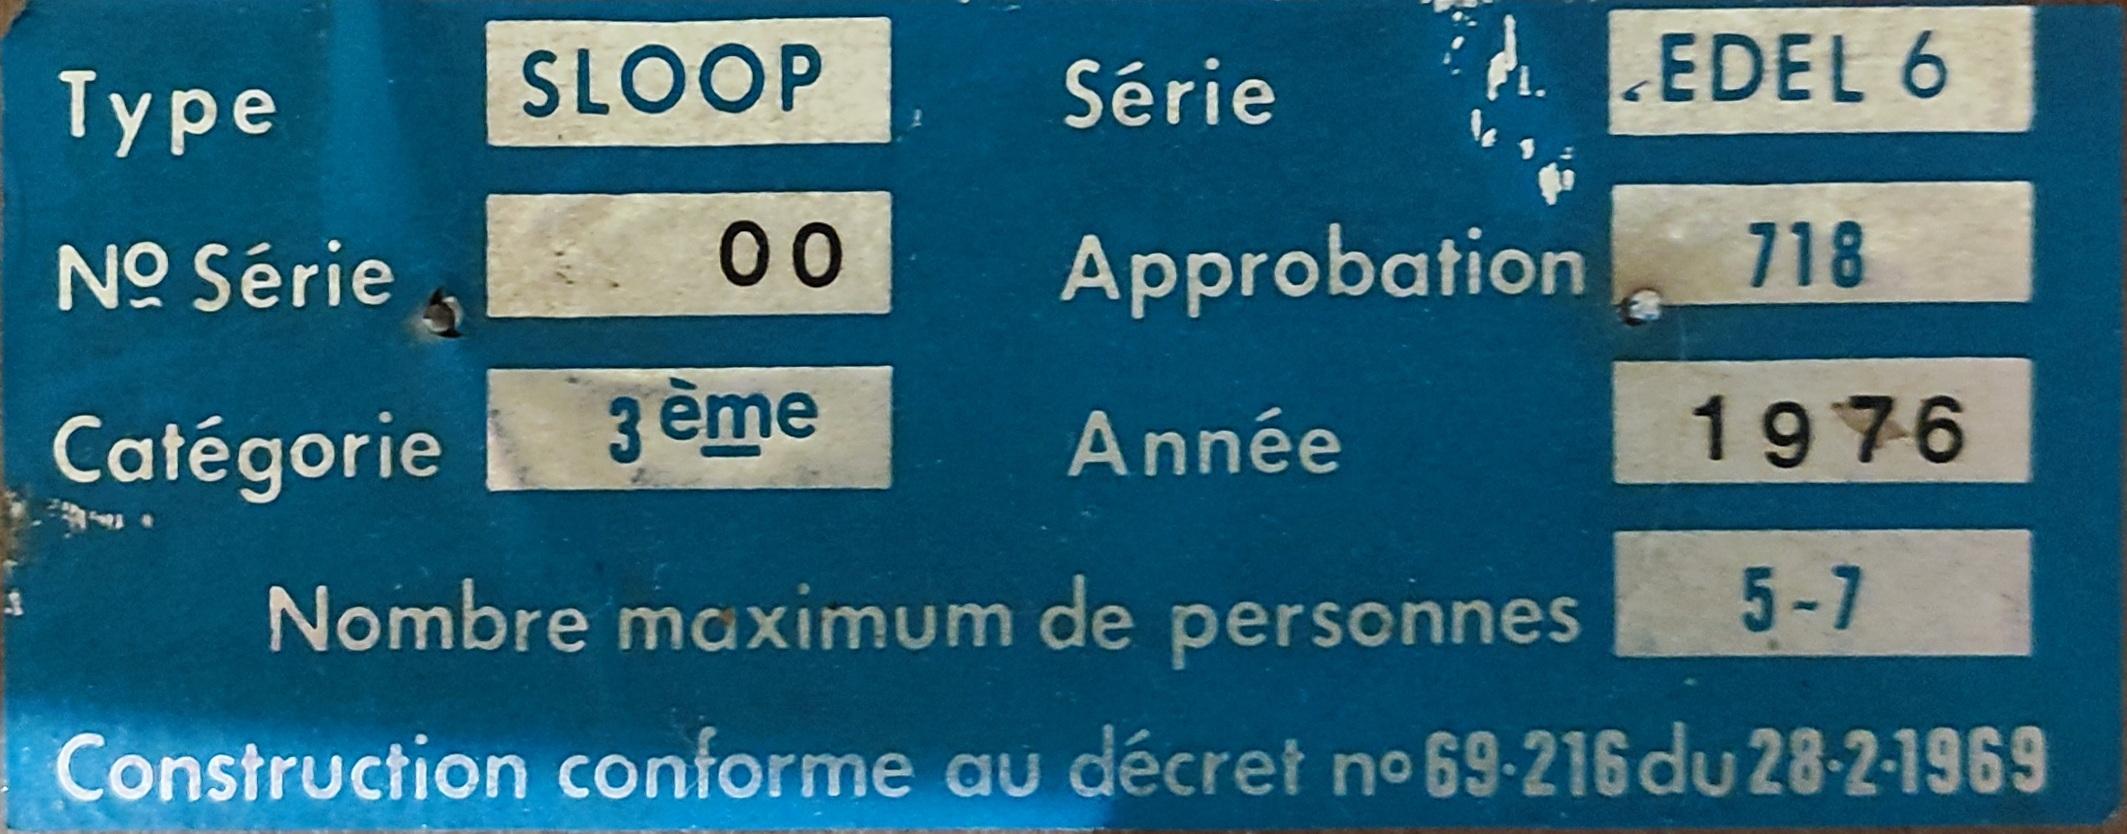 Type SLOOP Série EDEL 6
Nº Série 00 Approbation 718
Catégorie 3ème Année 1976
Nombre maximum de personnes 5-7
Construction conforme au décret nº 69.216 du 28.2.1969